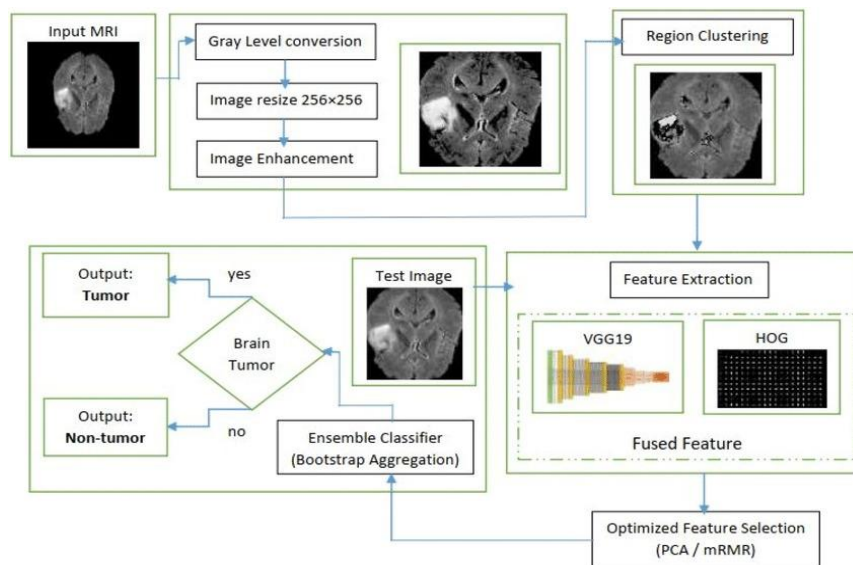 Input MRI
Gray Level conversion
Image resize 256×256
Image Enhancement
Region Clustering
Feature Extraction
VGG19
HOG
Fused Feature
Optimized Feature Selection
(PCA / mRMR)
Test Image
Ensemble Classifier
(Bootstrap Aggregation)
Brain
Tumor
yes
Output:
Tumor
no
Output:
Non-tumor